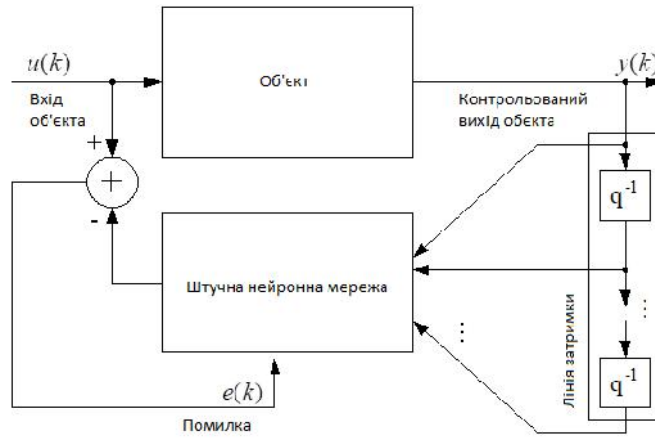 u(k)
Вхід
об'єкта
Об'єкт
y(k)
Контрольований
вихід обєкта
+
+
-
q⁻¹
Штучна нейронна мережа
...
...
Лінія затримки
q⁻¹
e(k)
Помилка